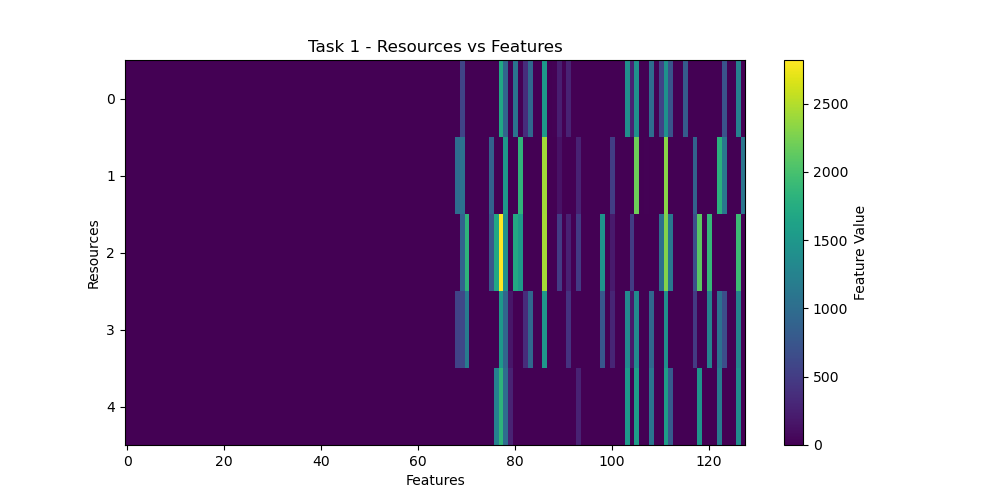 Task 1 - Resources vs Features
Resources
0
1
2
3
4
0 20 40 60 80 100 120
Features
2500
2000
1500
1000
500
0
Feature Value